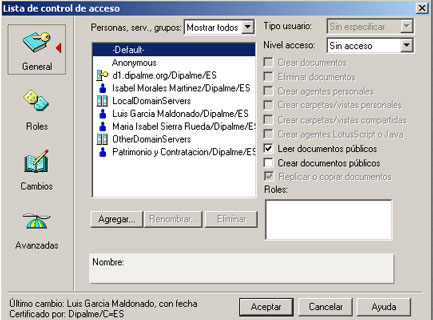 Lista de control de acceso
General
Roles
Cambios
Avanzadas
Personas, serv., grupos: Mostrar todos
-Default-
Anonymous
d1.dipalme.org/Dipalme/ES
Isabel Morales Martinez/Dipalme/ES
LocalDomainServers
Luis Garcia Maldonado/Dipalme/ES
Maria Isabel Sierra Rueda/Dipalme/ES
OtherDomainServers
Patrimonio y Contratacion/Dipalme/ES
Agregar... Renombrar... Eliminar
Tipo usuario: Sin especificar
Nivel acceso: Sin acceso
Crear documentos
Eliminar documentos
Crear agentes personales
Crear carpetas/vistas personales
Crear carpetas/vistas compartidas
Crear agentes LotusScript o Java
Leer documentos públicos
Crear documentos públicos
Replicar o copiar documentos
Roles:
Nombre:
Último cambio: Luis Garcia Maldonado, con fecha
Certificado por: Dipalme/C=ES
Aceptar Cancelar Ayuda